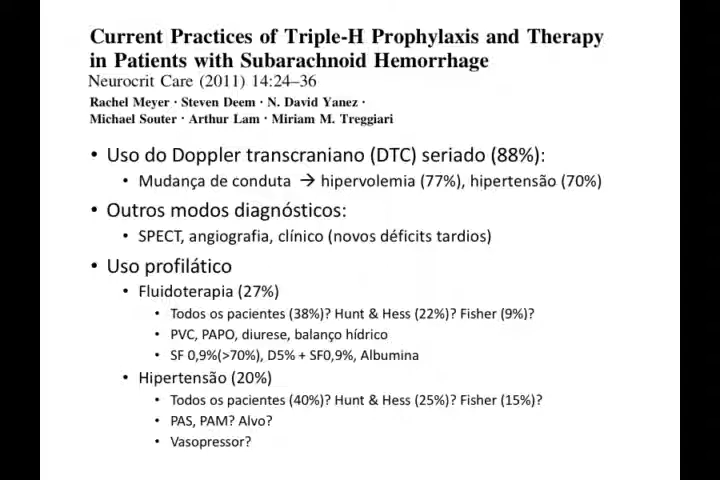 Current Practices of Triple-H Prophylaxis and Therapy
in Patients with Subarachnoid Hemorrhage
Neurocrit Care (2011) 14:24–36
Rachel Meyer · Steven Deem · N. David Yanez ·
Michael Souter · Arthur Lam · Miriam M. Treggiari
• Uso do Doppler transcraniano (DTC) seriado (88%):
• Mudança de conduta → hipervolemia (77%), hipertensão (70%)
• Outros modos diagnósticos:
• SPECT, angiografia, clínico (novos déficits tardios)
• Uso profilático
• Fluidoterapia (27%)
• Todos os pacientes (38%)? Hunt & Hess (22%)? Fisher (9%)?
• PVC, PAPO, diurese, balanço hídrico
• SF 0,9%(>70%), D5% + SF0,9%, Albumina
• Hipertensão (20%)
• Todos os pacientes (40%)? Hunt & Hess (25%)? Fisher (15%)?
• PAS, PAM? Alvo?
• Vasopressor?